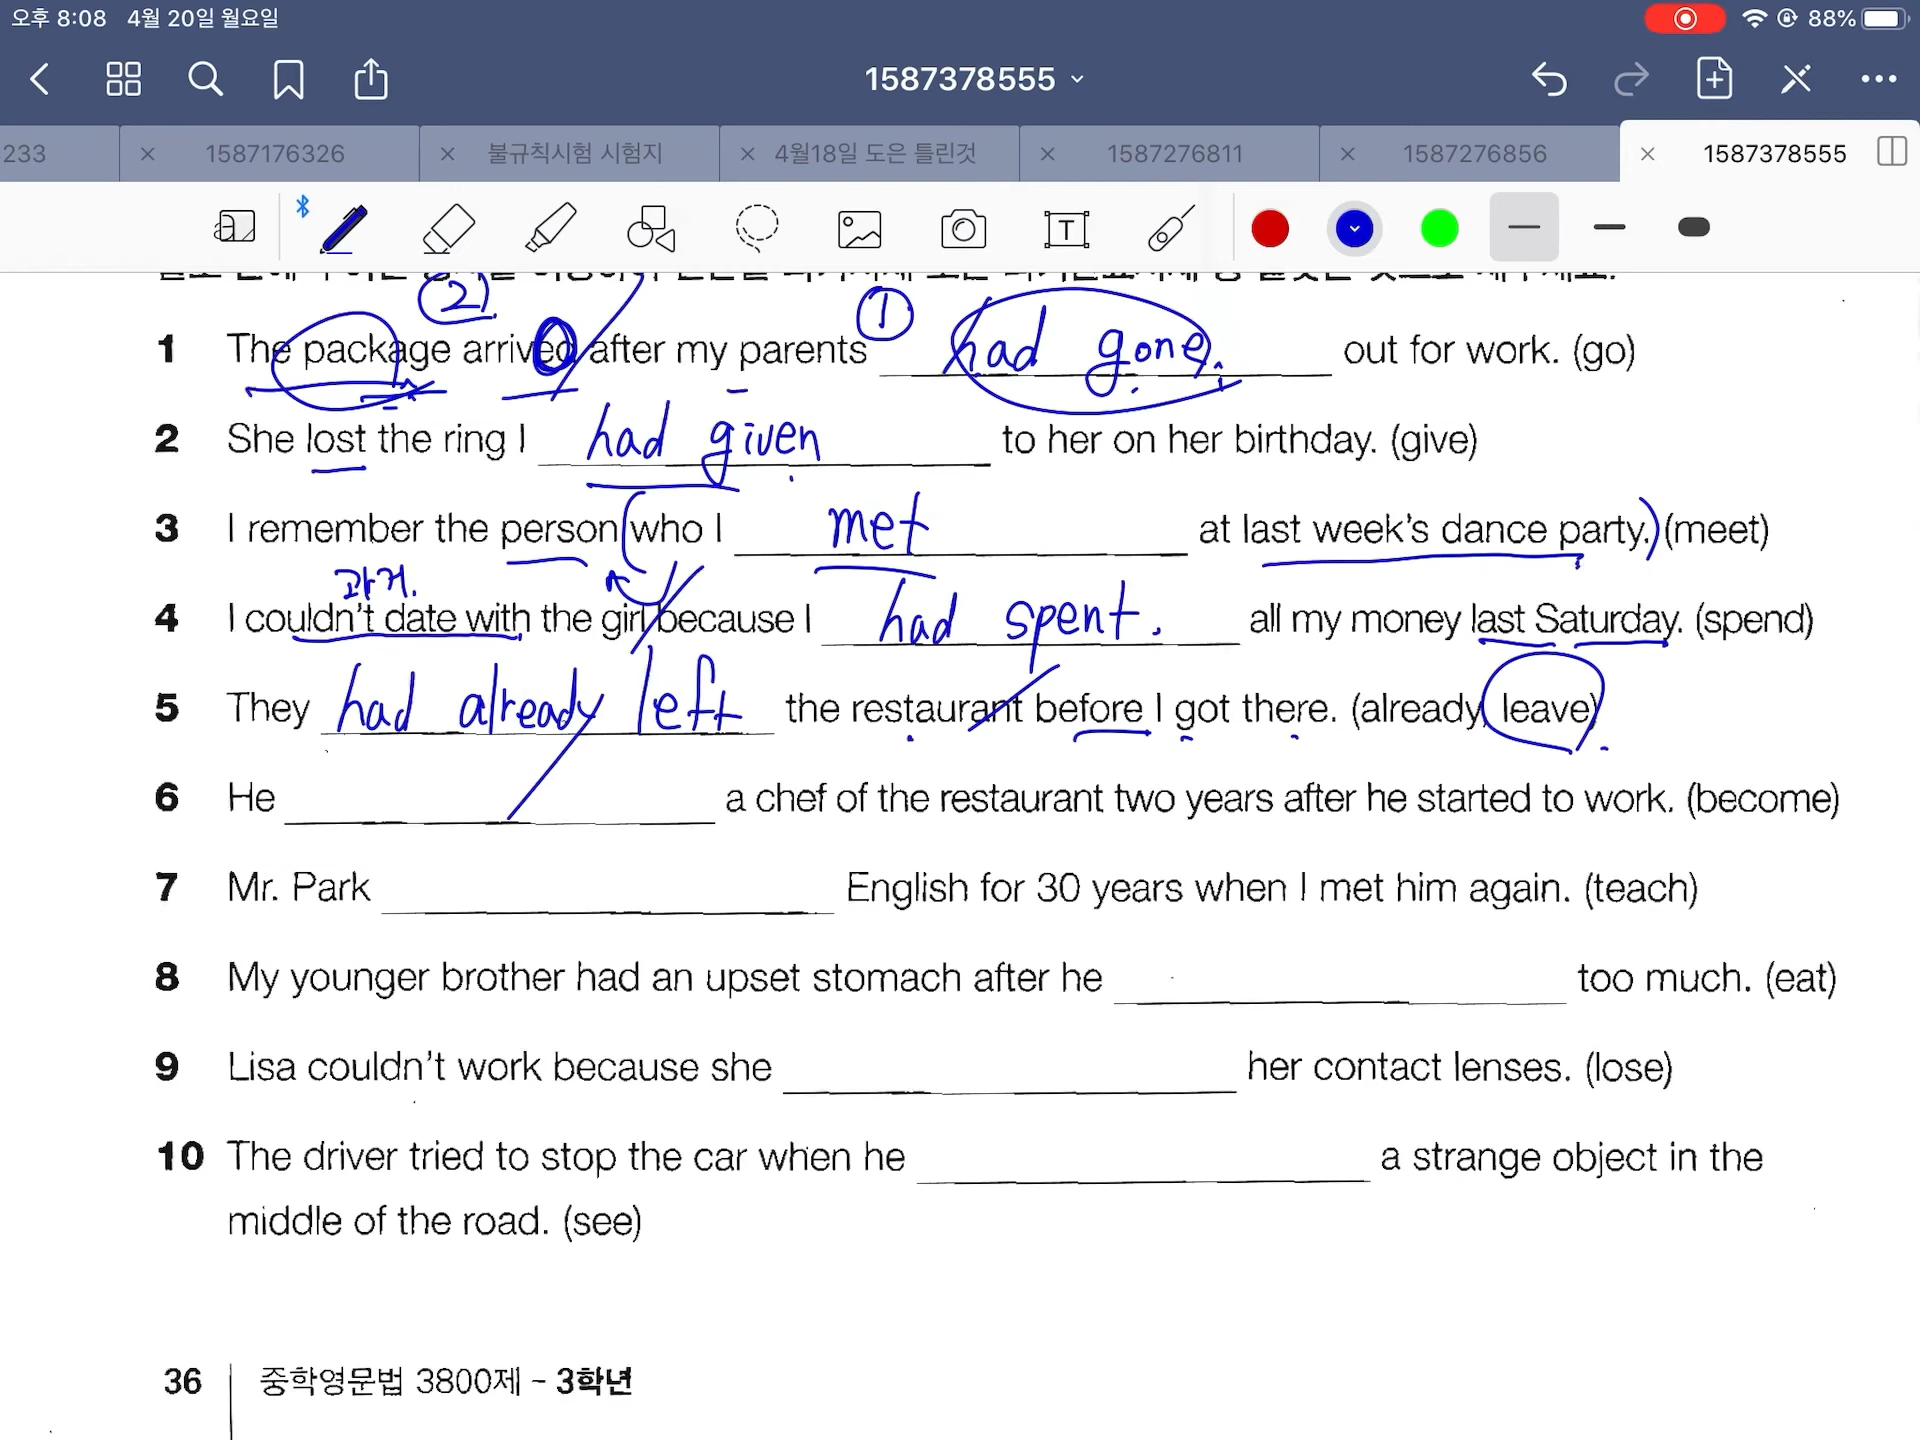 오후 8:08 4월 20일 월요일 88%
1587378555
233 × 1587176326 × 불규칙시험 시험지 × 4월18일 도은 틀린것 × 1587276811 × 1587276856 × 1587378555
② ①
1 The package arrived after my parents had gone out for work. (go)
2 She lost the ring I had given to her on her birthday. (give)
3 I remember the person (who I met at last week's dance party.) (meet)
과거.
4 I couldn't date with the girl because I had spent. all my money last Saturday. (spend)
5 They had already left the restaurant before I got there. (already, leave)
6 He a chef of the restaurant two years after he started to work. (become)
7 Mr. Park English for 30 years when I met him again. (teach)
8 My younger brother had an upset stomach after he too much. (eat)
9 Lisa couldn't work because she her contact lenses. (lose)
10 The driver tried to stop the car when he a strange object in the
middle of the road. (see)
36 중학영문법 3800제 - 3학년